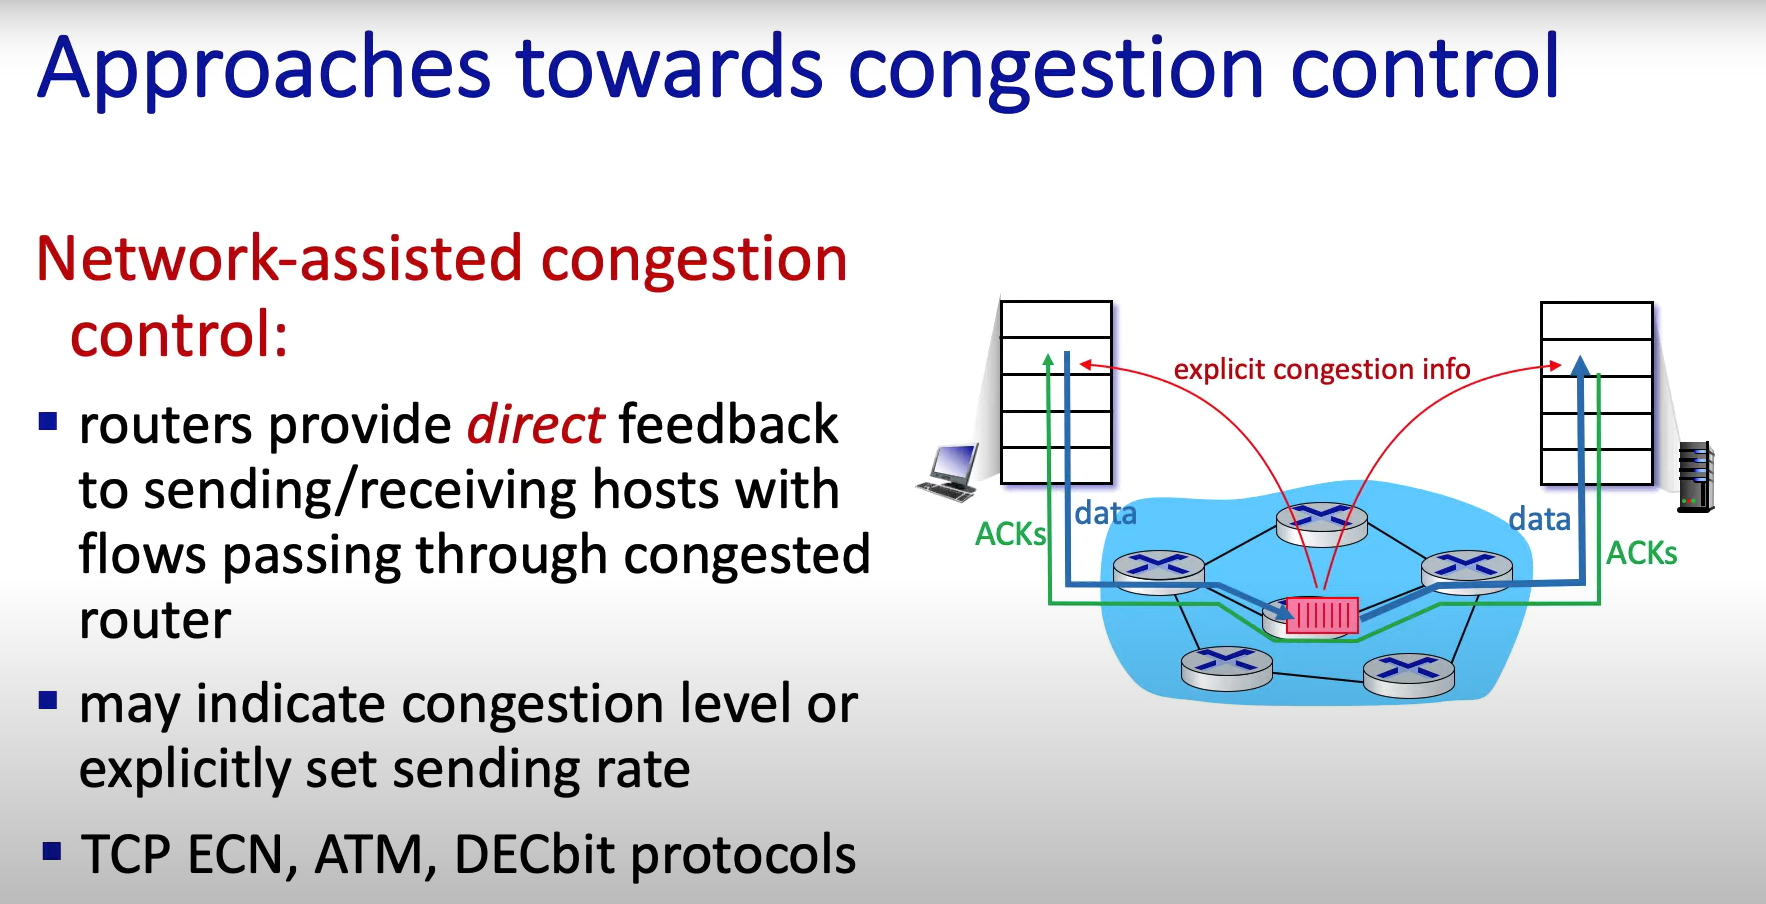 Approaches towards congestion control
Network-assisted congestion
control:
▪ routers provide direct feedback
to sending/receiving hosts with
flows passing through congested
router
▪ may indicate congestion level or
explicitly set sending rate
▪ TCP ECN, ATM, DECbit protocols
explicit congestion info
data
ACKs
data
ACKs